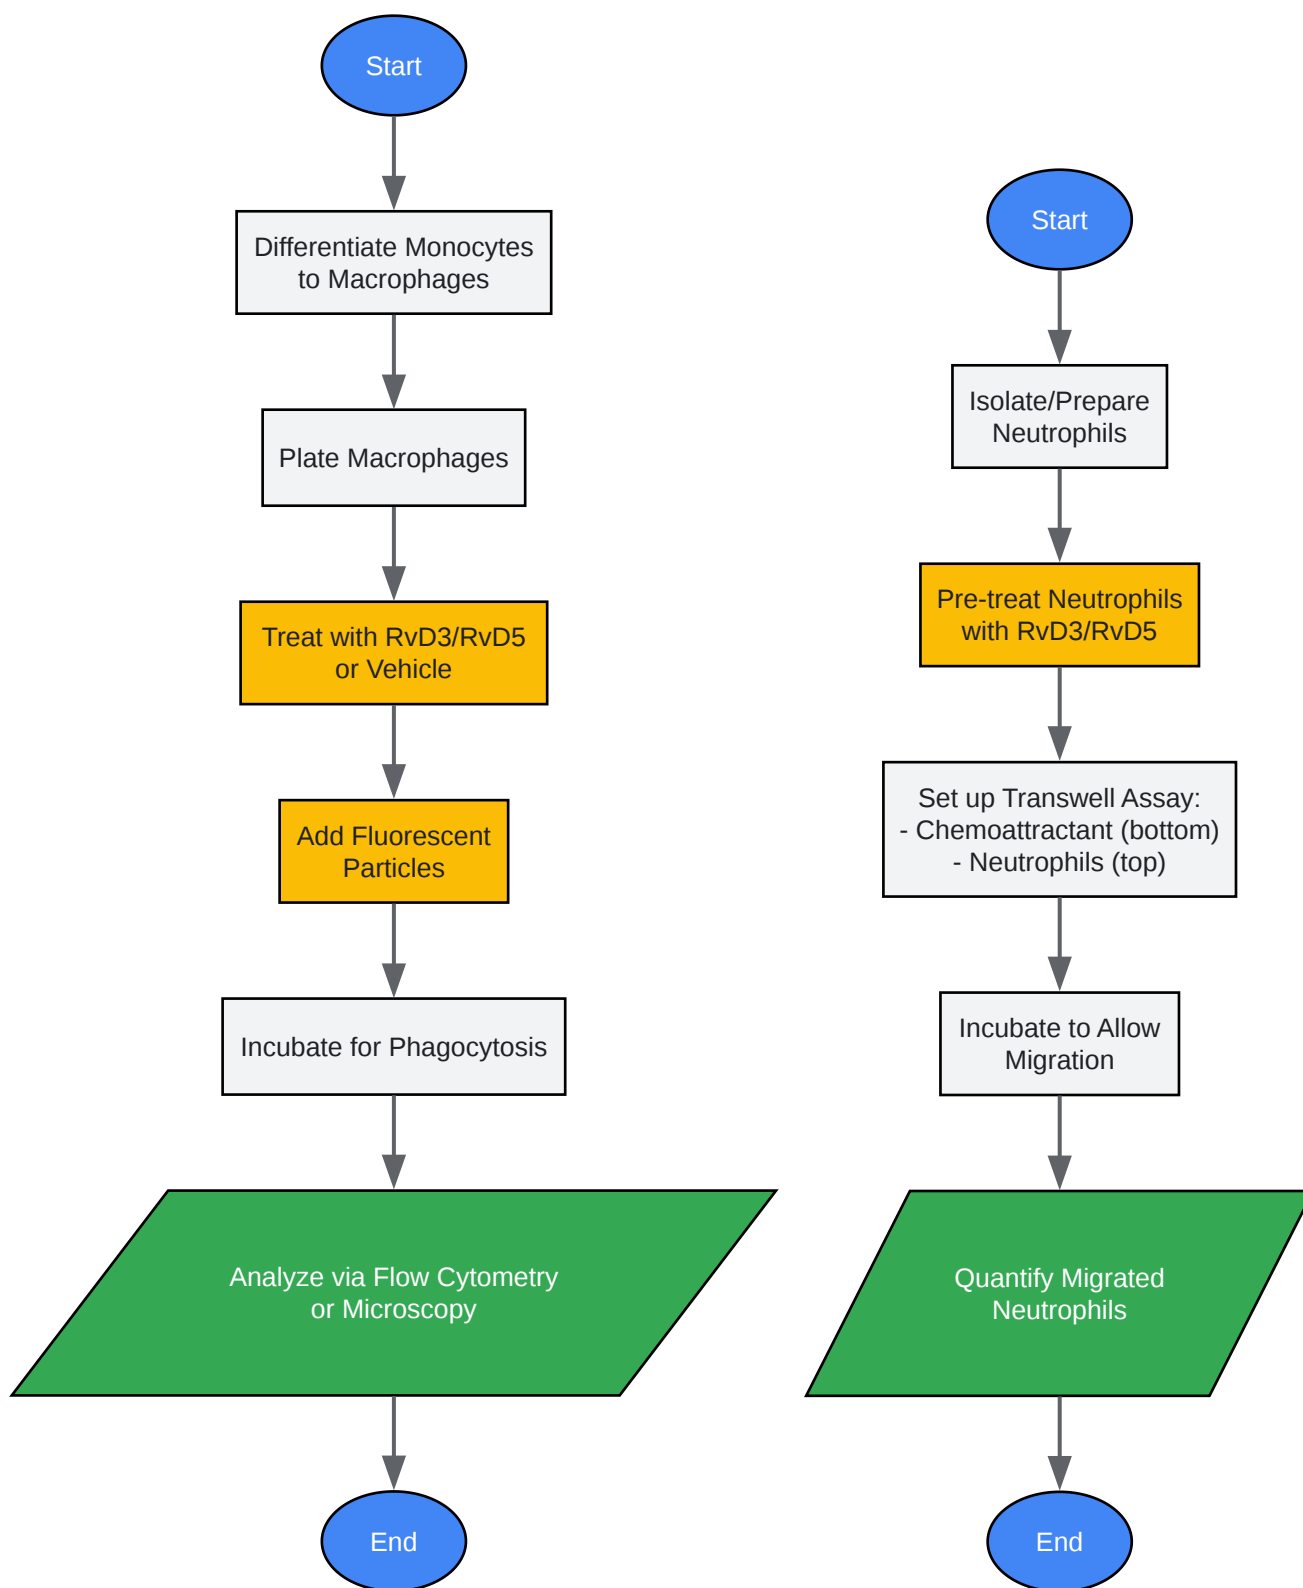 Start
Differentiate Monocytes
to Macrophages
Plate Macrophages
Treat with RvD3/RvD5
or Vehicle
Add Fluorescent
Particles
Incubate for Phagocytosis
Analyze via Flow Cytometry
or Microscopy
End
Start
Isolate/Prepare
Neutrophils
Pre-treat Neutrophils
with RvD3/RvD5
Set up Transwell Assay:
- Chemoattractant (bottom)
- Neutrophils (top)
Incubate to Allow
Migration
Quantify Migrated
Neutrophils
End